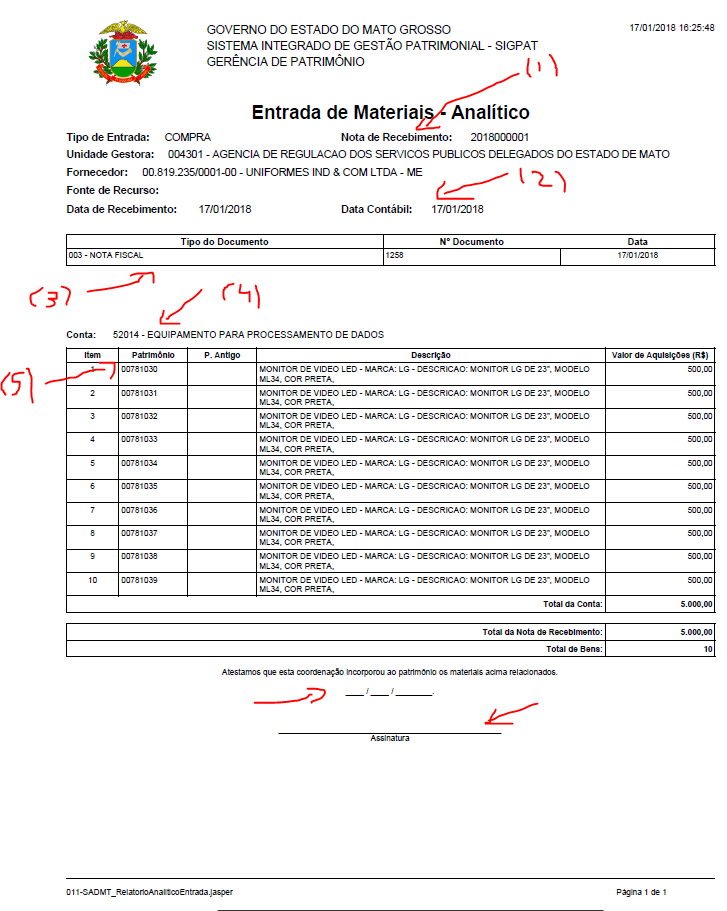 GOVERNO DO ESTADO DO MATO GROSSO
17/01/2018 16:25:48
SISTEMA INTEGRADO DE GESTÃO PATRIMONIAL - SIGPAT
GERÊNCIA DE PATRIMÔNIO
(1)
Entrada de Materiais - Analítico
Tipo de Entrada: COMPRA Nota de Recebimento: 2018000001
Unidade Gestora: 004301 - AGENCIA DE REGULACAO DOS SERVICOS PUBLICOS DELEGADOS DO ESTADO DE MATO
Fornecedor: 00.819.235/0001-00 - UNIFORMES IND & COM LTDA - ME
(2)
Fonte de Recurso:
Data de Recebimento: 17/01/2018 Data Contábil: 17/01/2018
Tipo do Documento Nº Documento Data
003 - NOTA FISCAL 1258 17/01/2018
(3) (4)
Conta: 52014 - EQUIPAMENTO PARA PROCESSAMENTO DE DADOS
Item Patrimônio P. Antigo Descrição Valor de Aquisições (R$)
(5)
1 00781030 MONITOR DE VIDEO LED - MARCA: LG - DESCRICAO: MONITOR LG DE 23", MODELO 500,00
ML34, COR PRETA,
2 00781031 MONITOR DE VIDEO LED - MARCA: LG - DESCRICAO: MONITOR LG DE 23", MODELO 500,00
ML34, COR PRETA,
3 00781032 MONITOR DE VIDEO LED - MARCA: LG - DESCRICAO: MONITOR LG DE 23", MODELO 500,00
ML34, COR PRETA,
4 00781033 MONITOR DE VIDEO LED - MARCA: LG - DESCRICAO: MONITOR LG DE 23", MODELO 500,00
ML34, COR PRETA,
5 00781034 MONITOR DE VIDEO LED - MARCA: LG - DESCRICAO: MONITOR LG DE 23", MODELO 500,00
ML34, COR PRETA,
6 00781035 MONITOR DE VIDEO LED - MARCA: LG - DESCRICAO: MONITOR LG DE 23", MODELO 500,00
ML34, COR PRETA,
7 00781036 MONITOR DE VIDEO LED - MARCA: LG - DESCRICAO: MONITOR LG DE 23", MODELO 500,00
ML34, COR PRETA,
8 00781037 MONITOR DE VIDEO LED - MARCA: LG - DESCRICAO: MONITOR LG DE 23", MODELO 500,00
ML34, COR PRETA,
9 00781038 MONITOR DE VIDEO LED - MARCA: LG - DESCRICAO: MONITOR LG DE 23", MODELO 500,00
ML34, COR PRETA,
10 00781039 MONITOR DE VIDEO LED - MARCA: LG - DESCRICAO: MONITOR LG DE 23", MODELO 500,00
ML34, COR PRETA,
Total da Conta: 5.000,00
Total da Nota de Recebimento: 5.000,00
Total de Bens: 10
Atestamos que esta coordenação incorporou ao patrimônio os materiais acima relacionados.
____ / ____ / ________.
Assinatura
011-SADMT_RelatorioAnaliticoEntrada.jasper Página 1 de 1